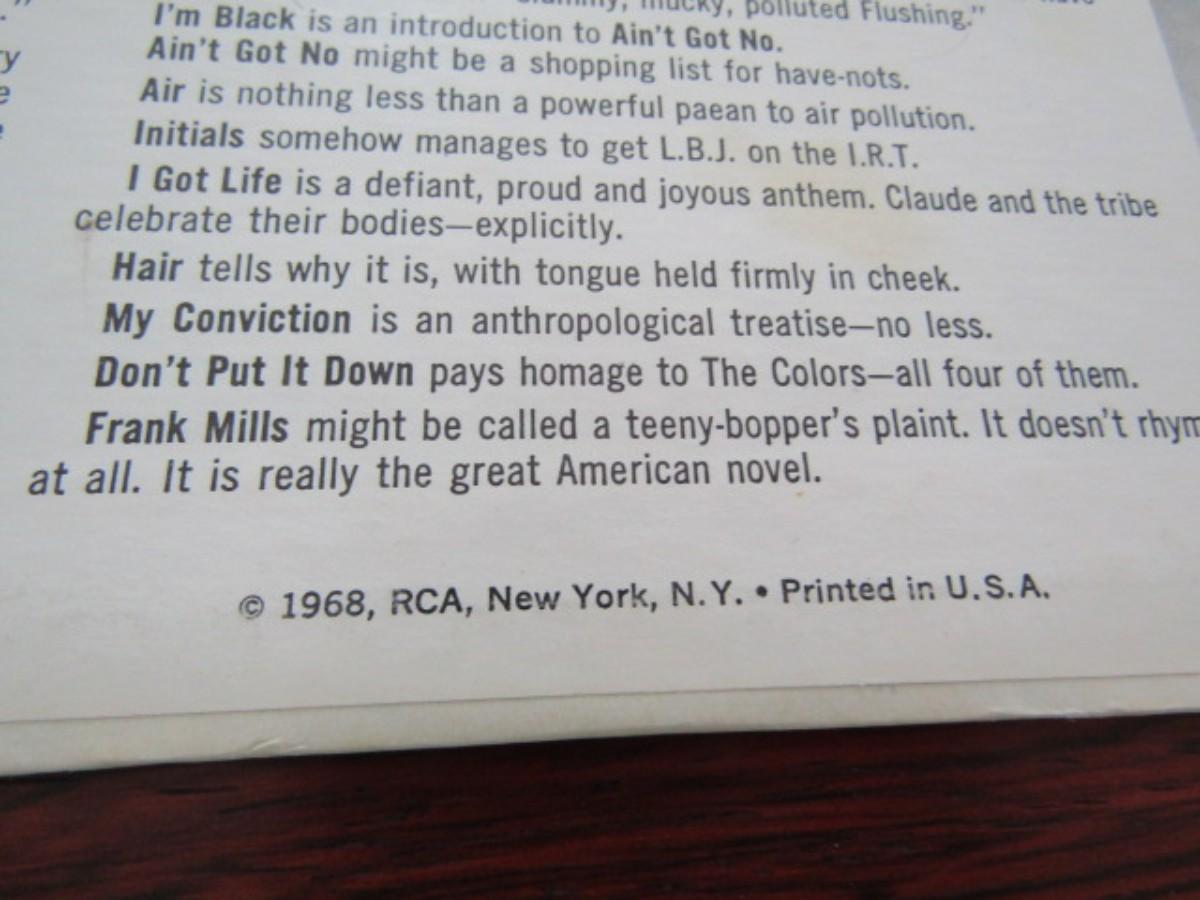 mucky, polluted Flushing."
I'm Black is an introduction to Ain't Got No.
Ain't Got No might be a shopping list for have-nots.
Air is nothing less than a powerful paean to air pollution.
Initials somehow manages to get L.B.J. on the I.R.T.
I Got Life is a defiant, proud and joyous anthem. Claude and the tribe
celebrate their bodies—explicitly.
Hair tells why it is, with tongue held firmly in cheek.
My Conviction is an anthropological treatise—no less.
Don't Put It Down pays homage to The Colors—all four of them.
Frank Mills might be called a teeny-bopper's plaint. It doesn't rhym
at all. It is really the great American novel.
© 1968, RCA, New York, N.Y. • Printed in U.S.A.